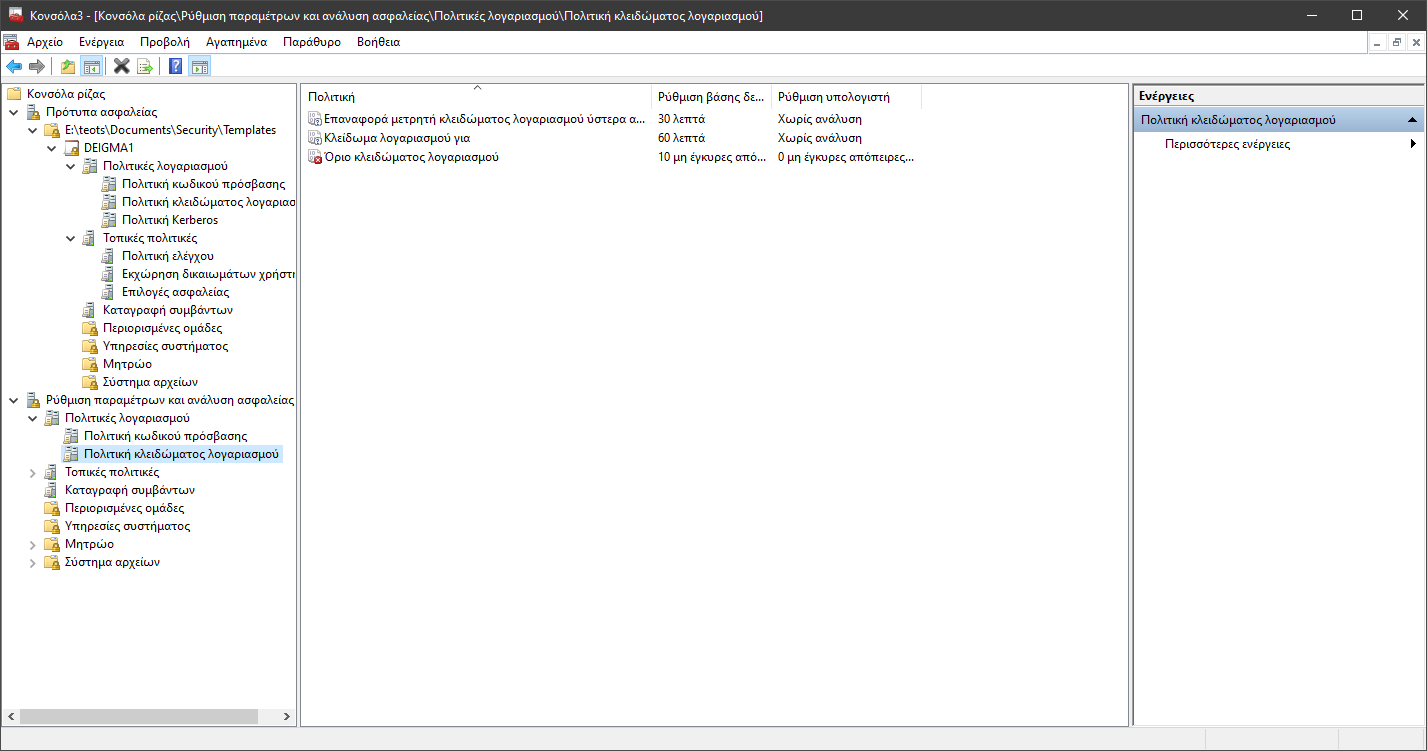 Κονσόλα3 - [Κονσόλα ρίζας\Ρύθμιση παραμέτρων και ανάλυση ασφαλείας\Πολιτικές λογαριασμού\Πολιτική κλειδώματος λογαριασμού]
Αρχείο Ενέργεια Προβολή Αγαπημένα Παράθυρο Βοήθεια
Κονσόλα ρίζας
Πρότυπα ασφαλείας
E:\teots\Documents\Security\Templates
DEIGMA1
Πολιτικές λογαριασμού
Πολιτική κωδικού πρόσβασης
Πολιτική κλειδώματος λογαριασ
Πολιτική Kerberos
Τοπικές πολιτικές
Πολιτική ελέγχου
Εκχώρηση δικαιωμάτων χρήστη
Επιλογές ασφαλείας
Καταγραφή συμβάντων
Περιορισμένες ομάδες
Υπηρεσίες συστήματος
Μητρώο
Σύστημα αρχείων
Ρύθμιση παραμέτρων και ανάλυση ασφαλείας
Πολιτικές λογαριασμού
Πολιτική κωδικού πρόσβασης
Πολιτική κλειδώματος λογαριασμού
Τοπικές πολιτικές
Καταγραφή συμβάντων
Περιορισμένες ομάδες
Υπηρεσίες συστήματος
Μητρώο
Σύστημα αρχείων
Πολιτική Ρύθμιση βάσης δε... Ρύθμιση υπολογιστή
Επαναφορά μετρητή κλειδώματος λογαριασμού ύστερα α... 30 λεπτά Χωρίς ανάλυση
Κλείδωμα λογαριασμού για 60 λεπτά Χωρίς ανάλυση
Όριο κλειδώματος λογαριασμού 10 μη έγκυρες από... 0 μη έγκυρες απόπειρες...
Ενέργειες
Πολιτική κλειδώματος λογαριασμού
Περισσότερες ενέργειες